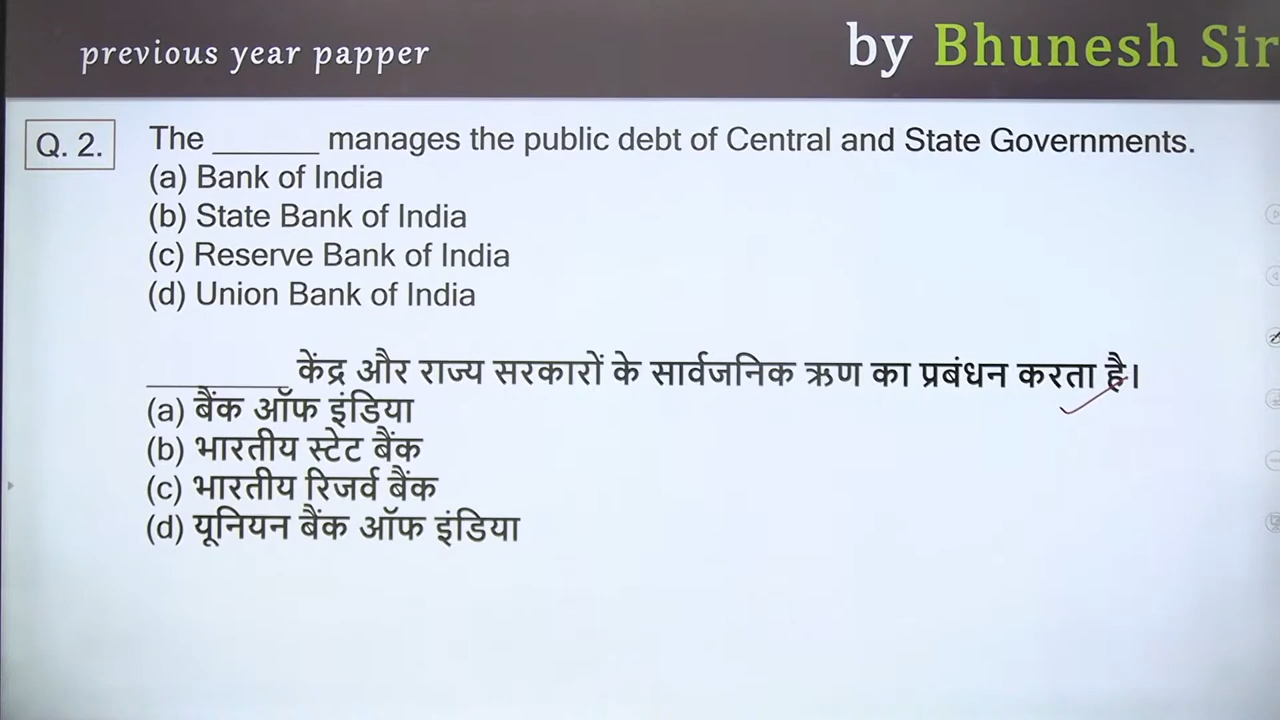 previous year papper
by Bhunesh Sir
Q. 2.
The ______ manages the public debt of Central and State Governments.
(a) Bank of India
(b) State Bank of India
(c) Reserve Bank of India
(d) Union Bank of India
________ केंद्र और राज्य सरकारों के सार्वजनिक ऋण का प्रबंधन करता है।
(a) बैंक ऑफ इंडिया
(b) भारतीय स्टेट बैंक
(c) भारतीय रिजर्व बैंक
(d) यूनियन बैंक ऑफ इंडिया